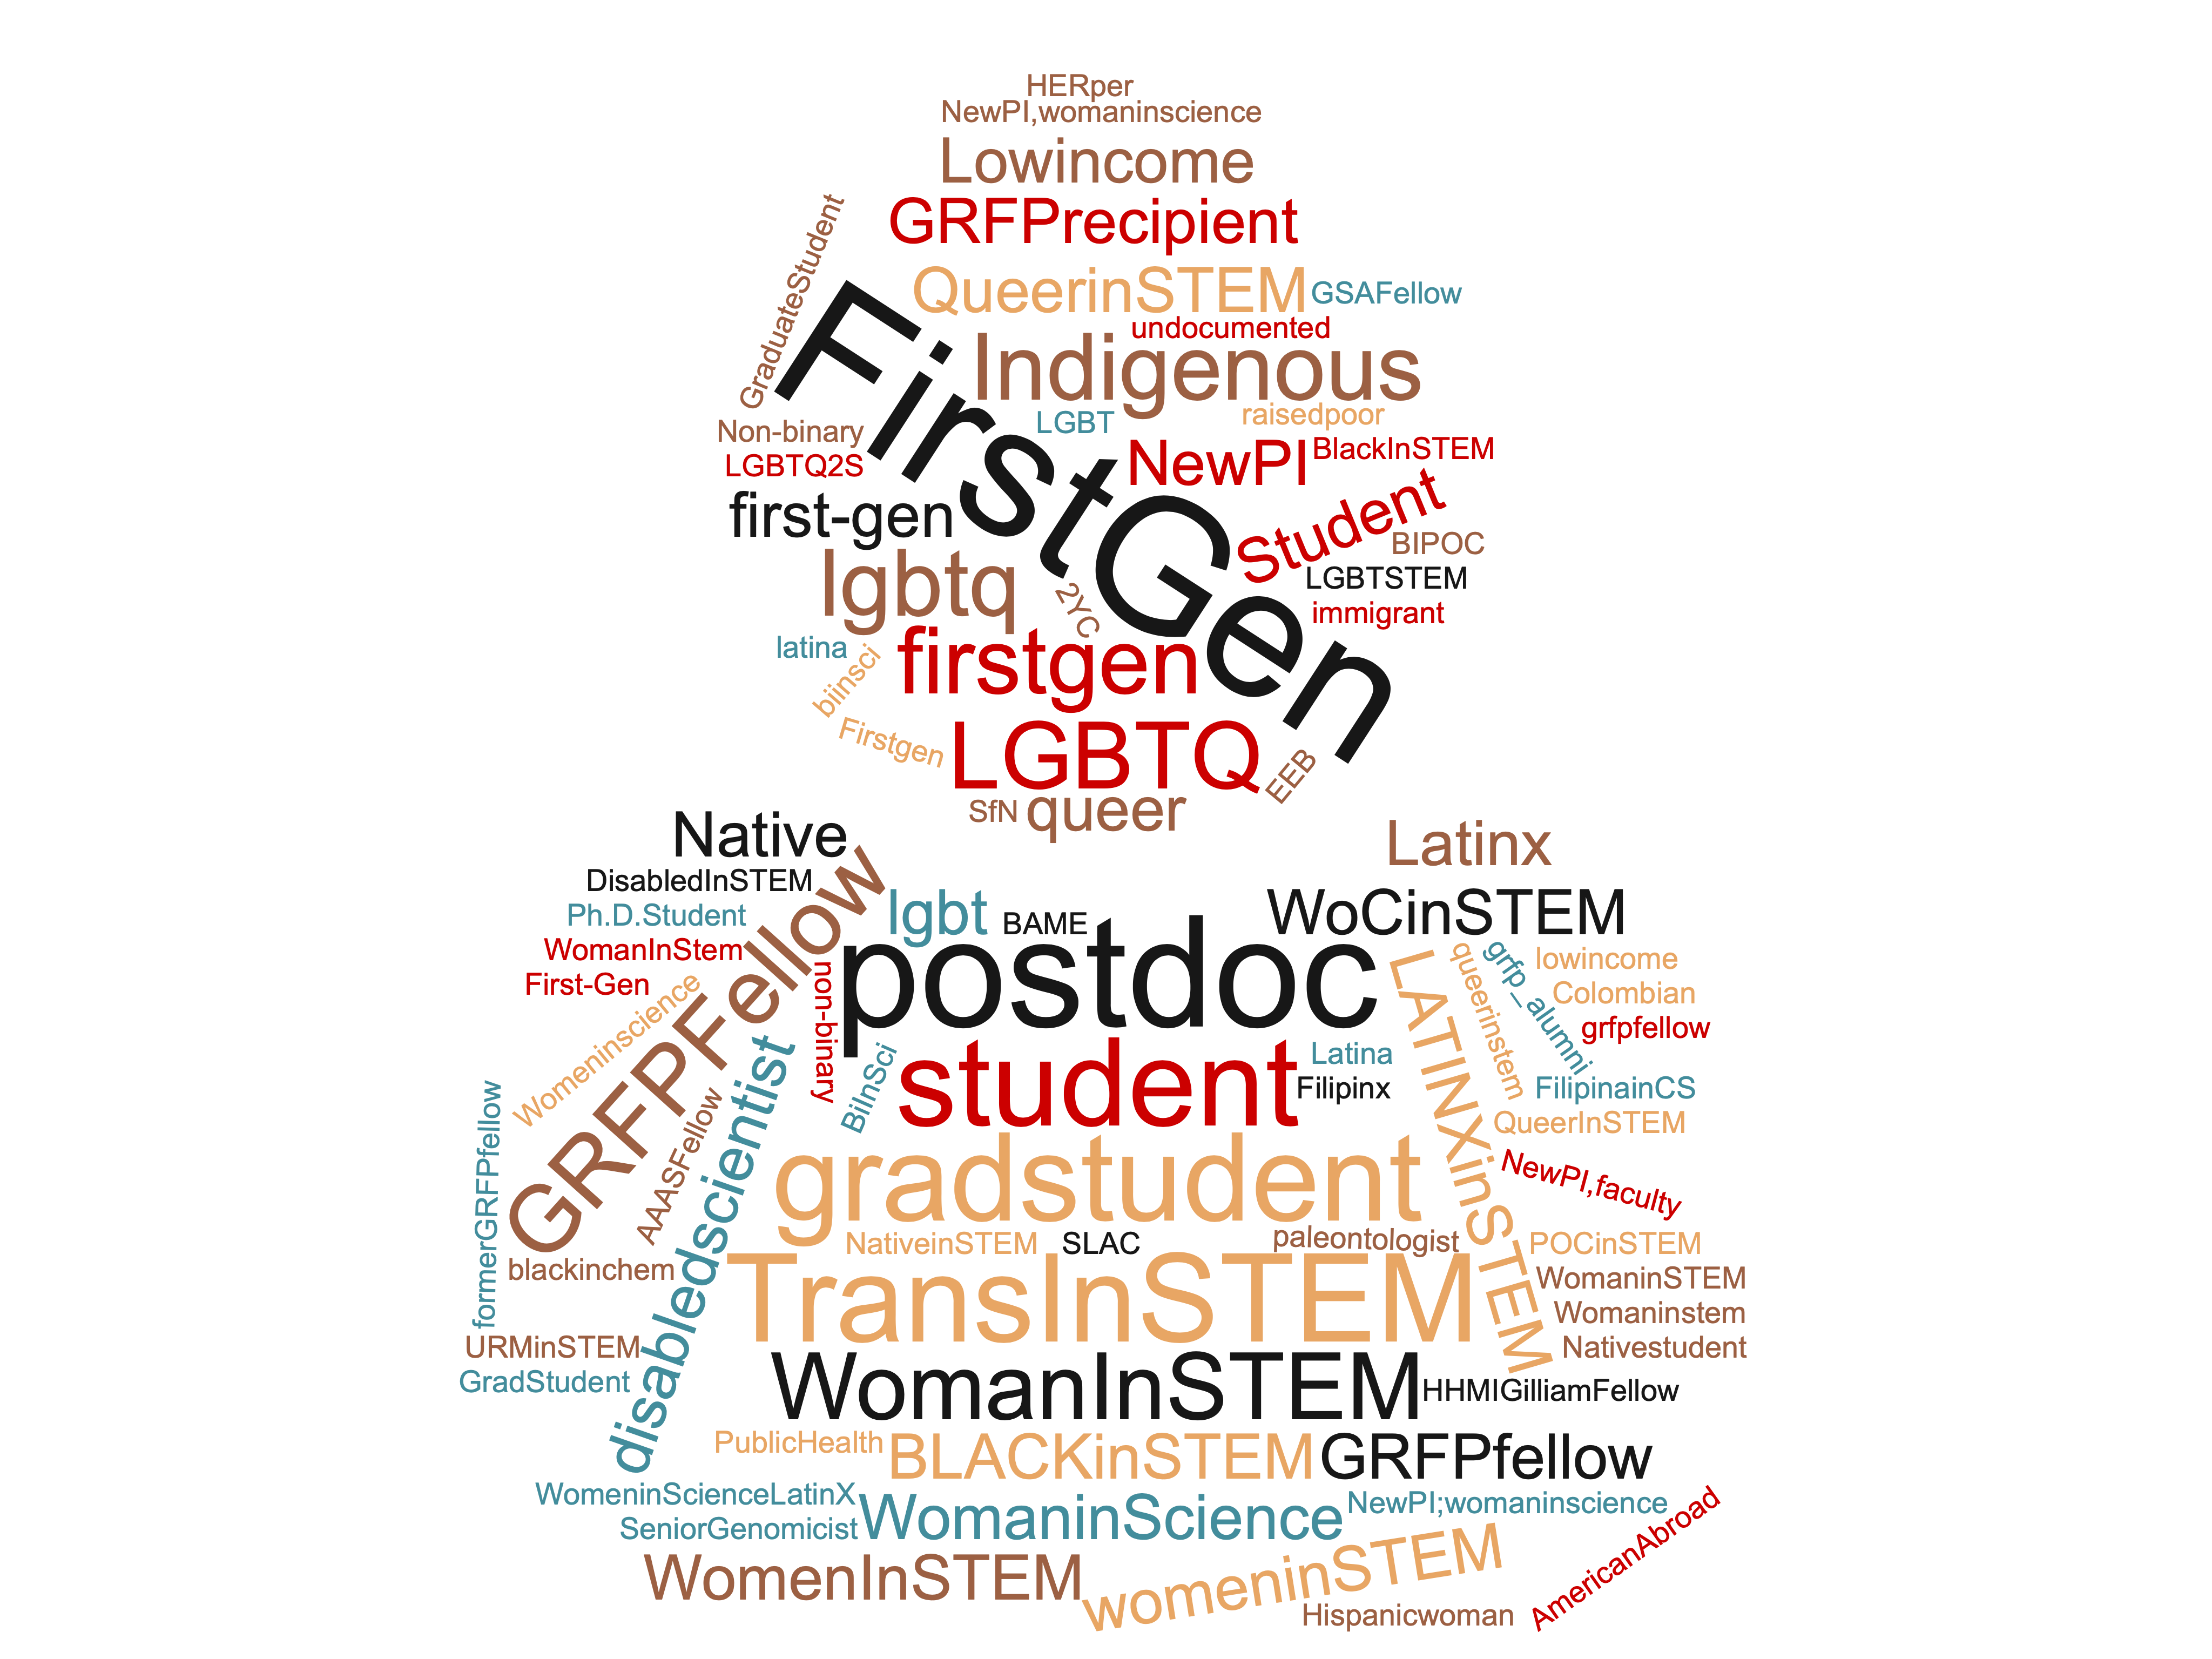 HERper
NewPI,womaninscience
Lowincome
GRFPrecipient
GraduateStudent
QueerinSTEM
GSAFellow
undocumented
FirstGen
Indigenous
LGBT
raisedpoor
Non-binary
NewPI
BlackInSTEM
LGBTQ2S
first-gen
Student
BIPOC
lgbtq
2YC
LGBTSTEM
immigrant
latina
biinsci
firstgen
Firstgen
LGBTQ
EEB
SfN
queer
Native
Latinx
DisabledInSTEM
GRFPFellow
lgbt
BAME
WoCinSTEM
Ph.D.Student
WomanInStem
First-Gen
non-binary
postdoc
LATINXinSTEM
queerinstem
grfp_alumni
lowincome
Colombian
grfpfellow
Womeninscience
disabledscientist
BiInSci
student
Latina
Filipinx
FilipinainCS
QueerInSTEM
formerGRFPfellow
AAASFellow
gradstudent
NewPI,faculty
NativeinSTEM
SLAC
paleontologist
POCinSTEM
blackinchem
TransInSTEM
WomaninSTEM
Womaninstem
URMinSTEM
Nativestudent
GradStudent
WomanInSTEM
HHMIGilliamFellow
PublicHealth
BLACKinSTEM
GRFPfellow
WomeninScienceLatinX
WomaninScience
NewPI;womaninscience
SeniorGenomicist
AmericanAbroad
WomenInSTEM
womeninSTEM
Hispanicwoman